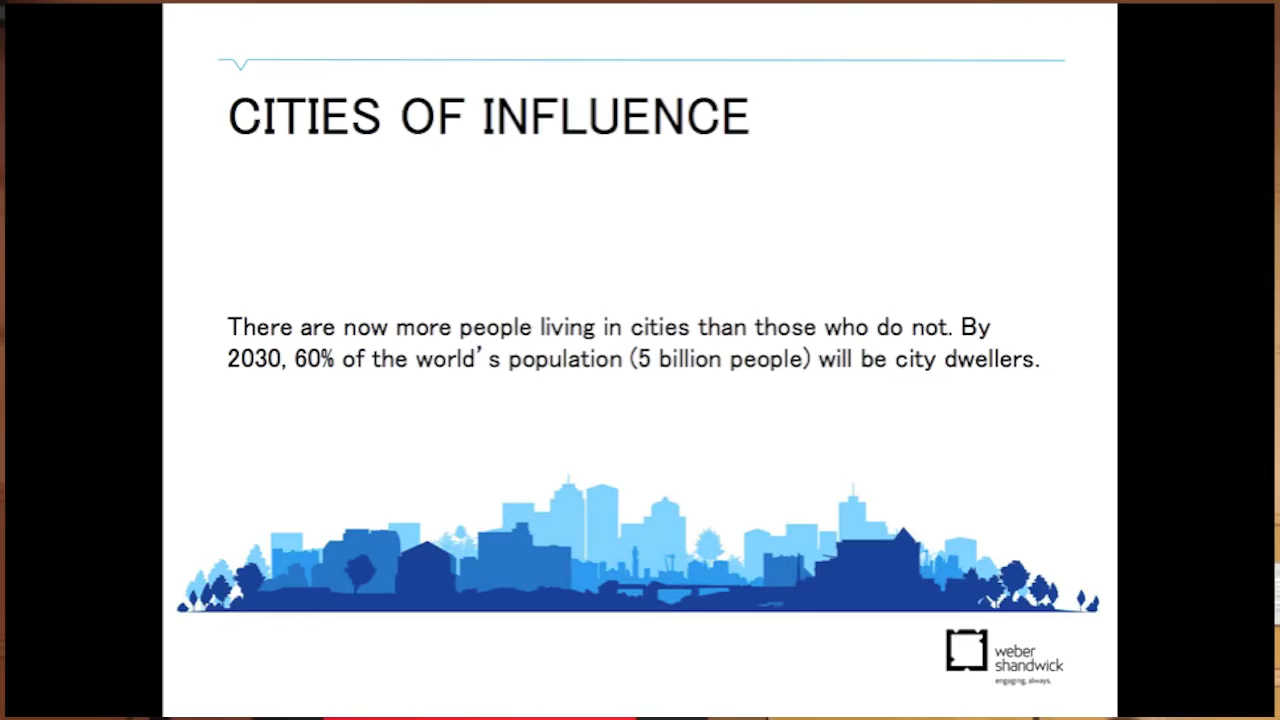 CITIES OF INFLUENCE
There are now more people living in cities than those who do not. By
2030, 60% of the world's population (5 billion people) will be city dwellers.
weber
shandwick
engaging, always.